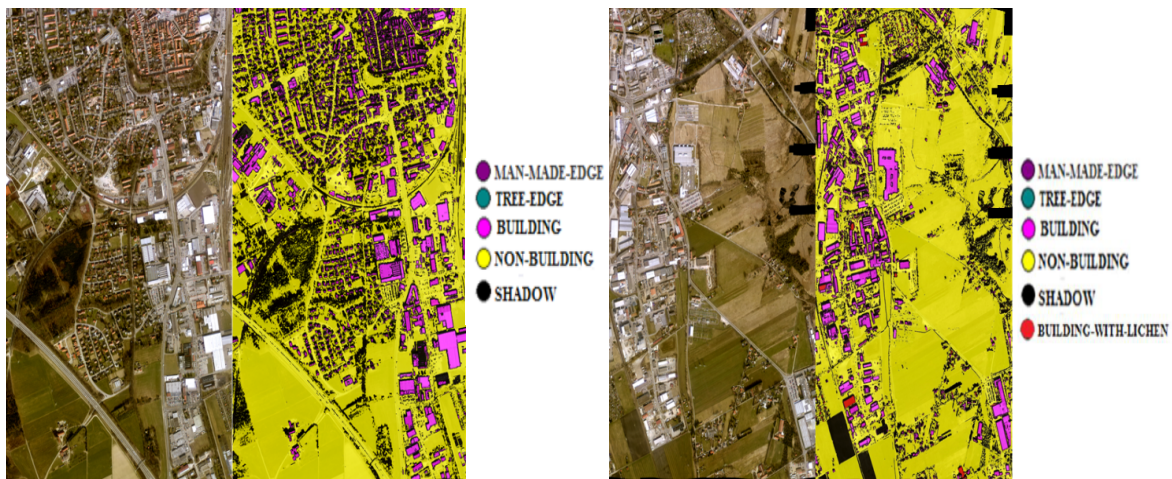 MAN-MADE-EDGE
TREE-EDGE
BUILDING
NON-BUILDING
SHADOW
MAN-MADE-EDGE
TREE-EDGE
BUILDING
NON-BUILDING
SHADOW
BUILDING-WITH-LICHEN